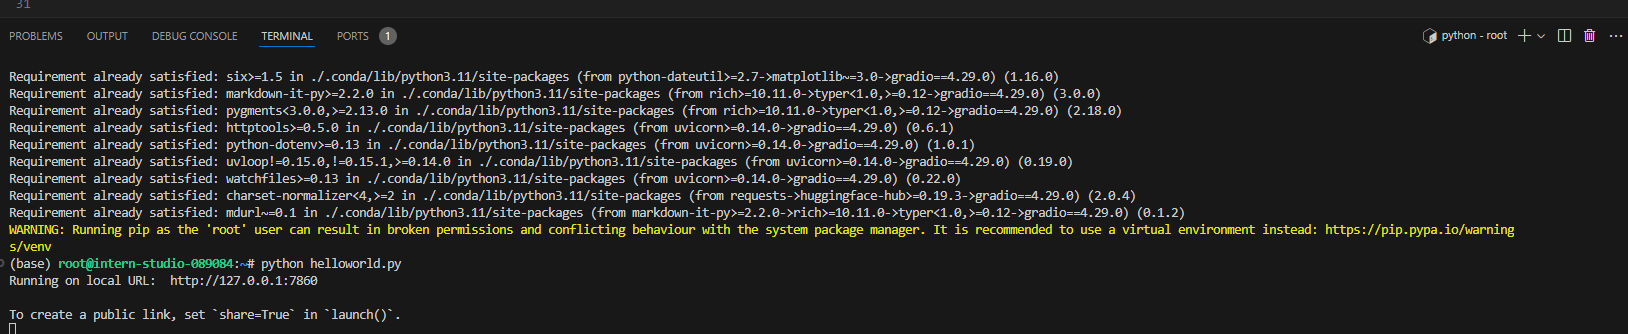 31
PROBLEMS OUTPUT DEBUG CONSOLE TERMINAL PORTS 1 python - root
Requirement already satisfied: six>=1.5 in ./.conda/lib/python3.11/site-packages (from python-dateutil>=2.7->matplotlib~=3.0->gradio==4.29.0) (1.16.0)
Requirement already satisfied: markdown-it-py>=2.2.0 in ./.conda/lib/python3.11/site-packages (from rich>=10.11.0->typer<1.0,>=0.12->gradio==4.29.0) (3.0.0)
Requirement already satisfied: pygments<3.0.0,>=2.13.0 in ./.conda/lib/python3.11/site-packages (from rich>=10.11.0->typer<1.0,>=0.12->gradio==4.29.0) (2.18.0)
Requirement already satisfied: httptools>=0.5.0 in ./.conda/lib/python3.11/site-packages (from uvicorn>=0.14.0->gradio==4.29.0) (0.6.1)
Requirement already satisfied: python-dotenv>=0.13 in ./.conda/lib/python3.11/site-packages (from uvicorn>=0.14.0->gradio==4.29.0) (1.0.1)
Requirement already satisfied: uvloop!=0.15.0,!=0.15.1,>=0.14.0 in ./.conda/lib/python3.11/site-packages (from uvicorn>=0.14.0->gradio==4.29.0) (0.19.0)
Requirement already satisfied: watchfiles>=0.13 in ./.conda/lib/python3.11/site-packages (from uvicorn>=0.14.0->gradio==4.29.0) (0.22.0)
Requirement already satisfied: charset-normalizer<4,>=2 in ./.conda/lib/python3.11/site-packages (from requests->huggingface-hub>=0.19.3->gradio==4.29.0) (2.0.4)
Requirement already satisfied: mdurl~=0.1 in ./.conda/lib/python3.11/site-packages (from markdown-it-py>=2.2.0->rich>=10.11.0->typer<1.0,>=0.12->gradio==4.29.0) (0.1.2)
WARNING: Running pip as the 'root' user can result in broken permissions and conflicting behaviour with the system package manager. It is recommended to use a virtual environment instead: https://pip.pypa.io/warning
s/venv
(base) root@intern-studio-089084:~# python helloworld.py
Running on local URL:  http://127.0.0.1:7860
To create a public link, set `share=True` in `launch()`.